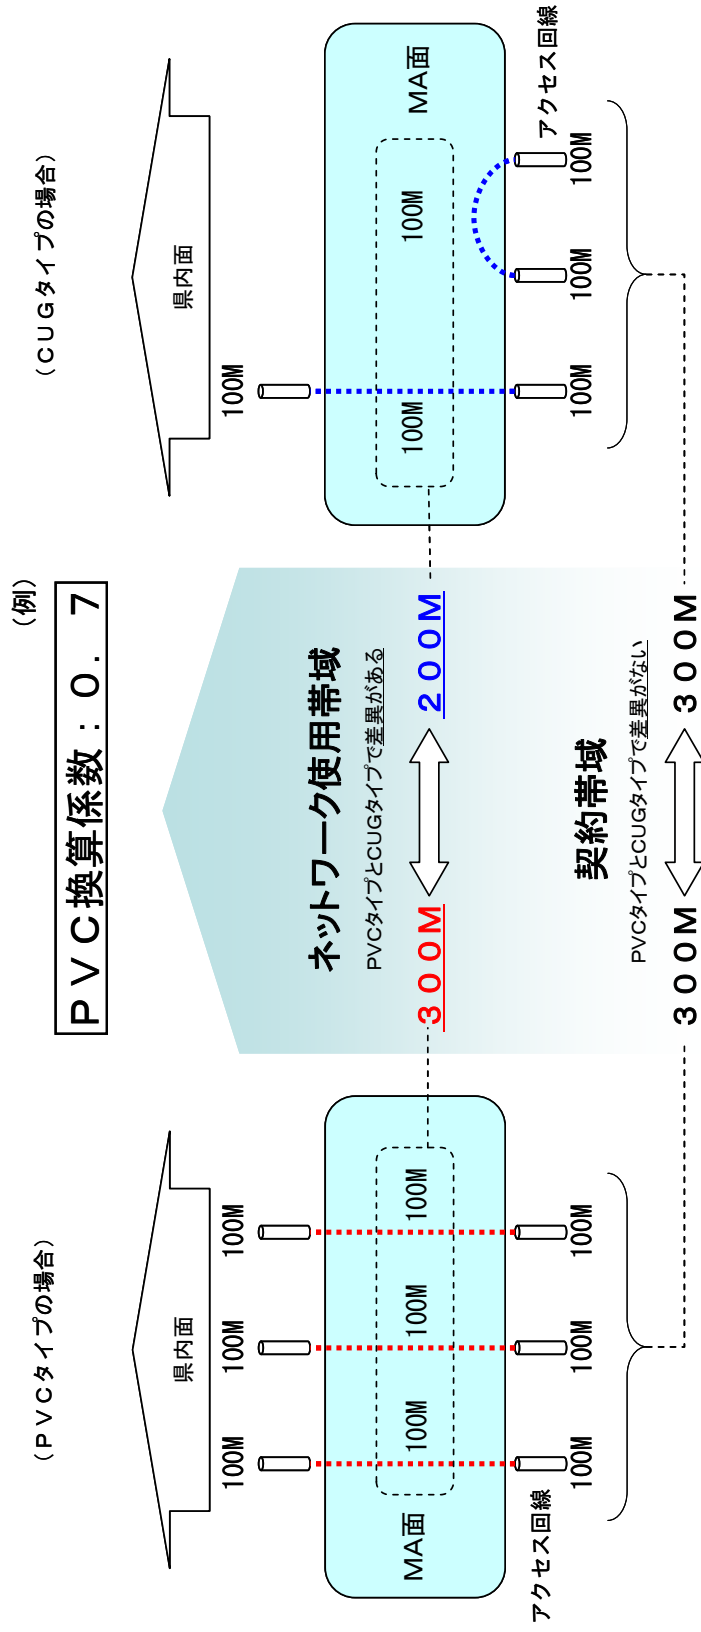 (例)
PVC換算係数:0.7
(PVCタイプの場合)
県内面
100M 100M 100M
MA面
100M 100M 100M
アクセス回線
100M 100M 100M
ネットワーク使用帯域
PVCタイプとCUGタイプで差異がある
300M 200M
契約帯域
PVCタイプとCUGタイプで差異がない
300M 300M
(CUGタイプの場合)
県内面
100M
MA面
100M 100M
アクセス回線
100M 100M 100M